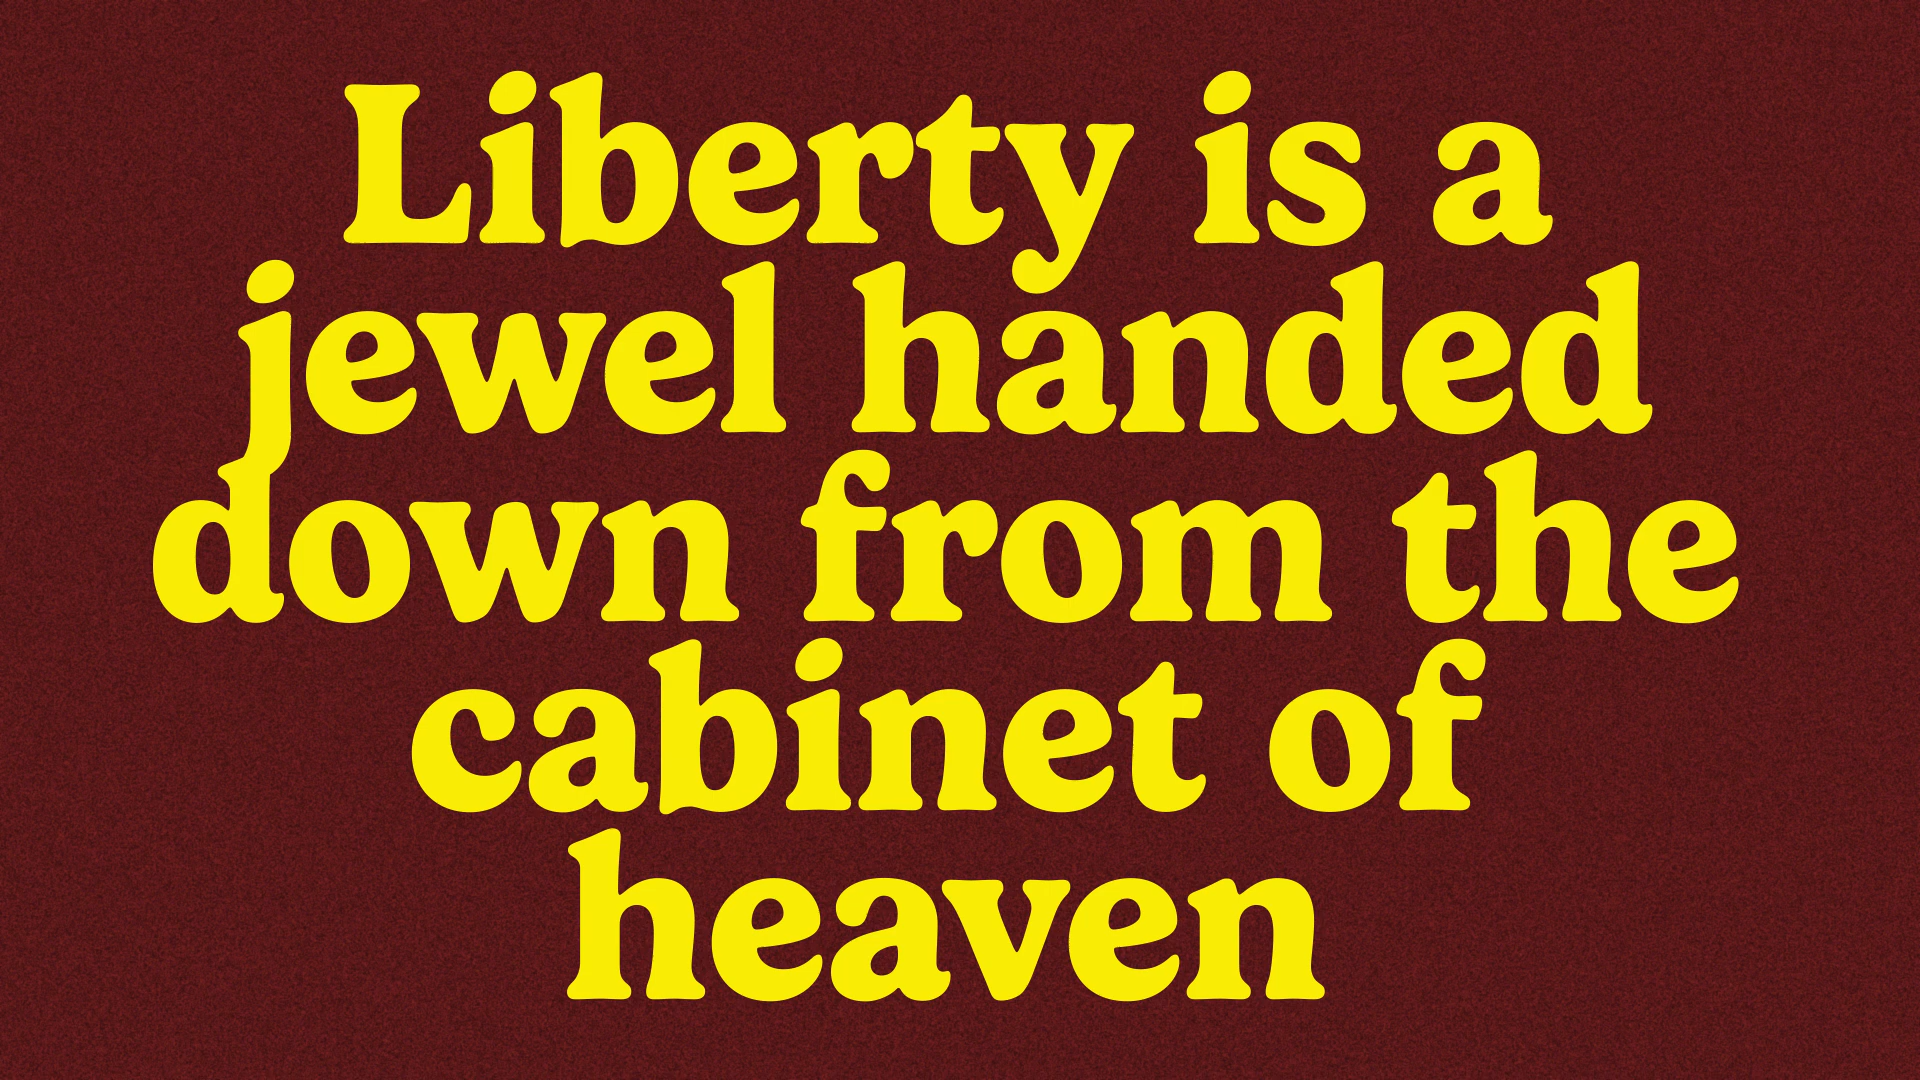 Liberty is a
jewel handed
down from the
cabinet of
heaven